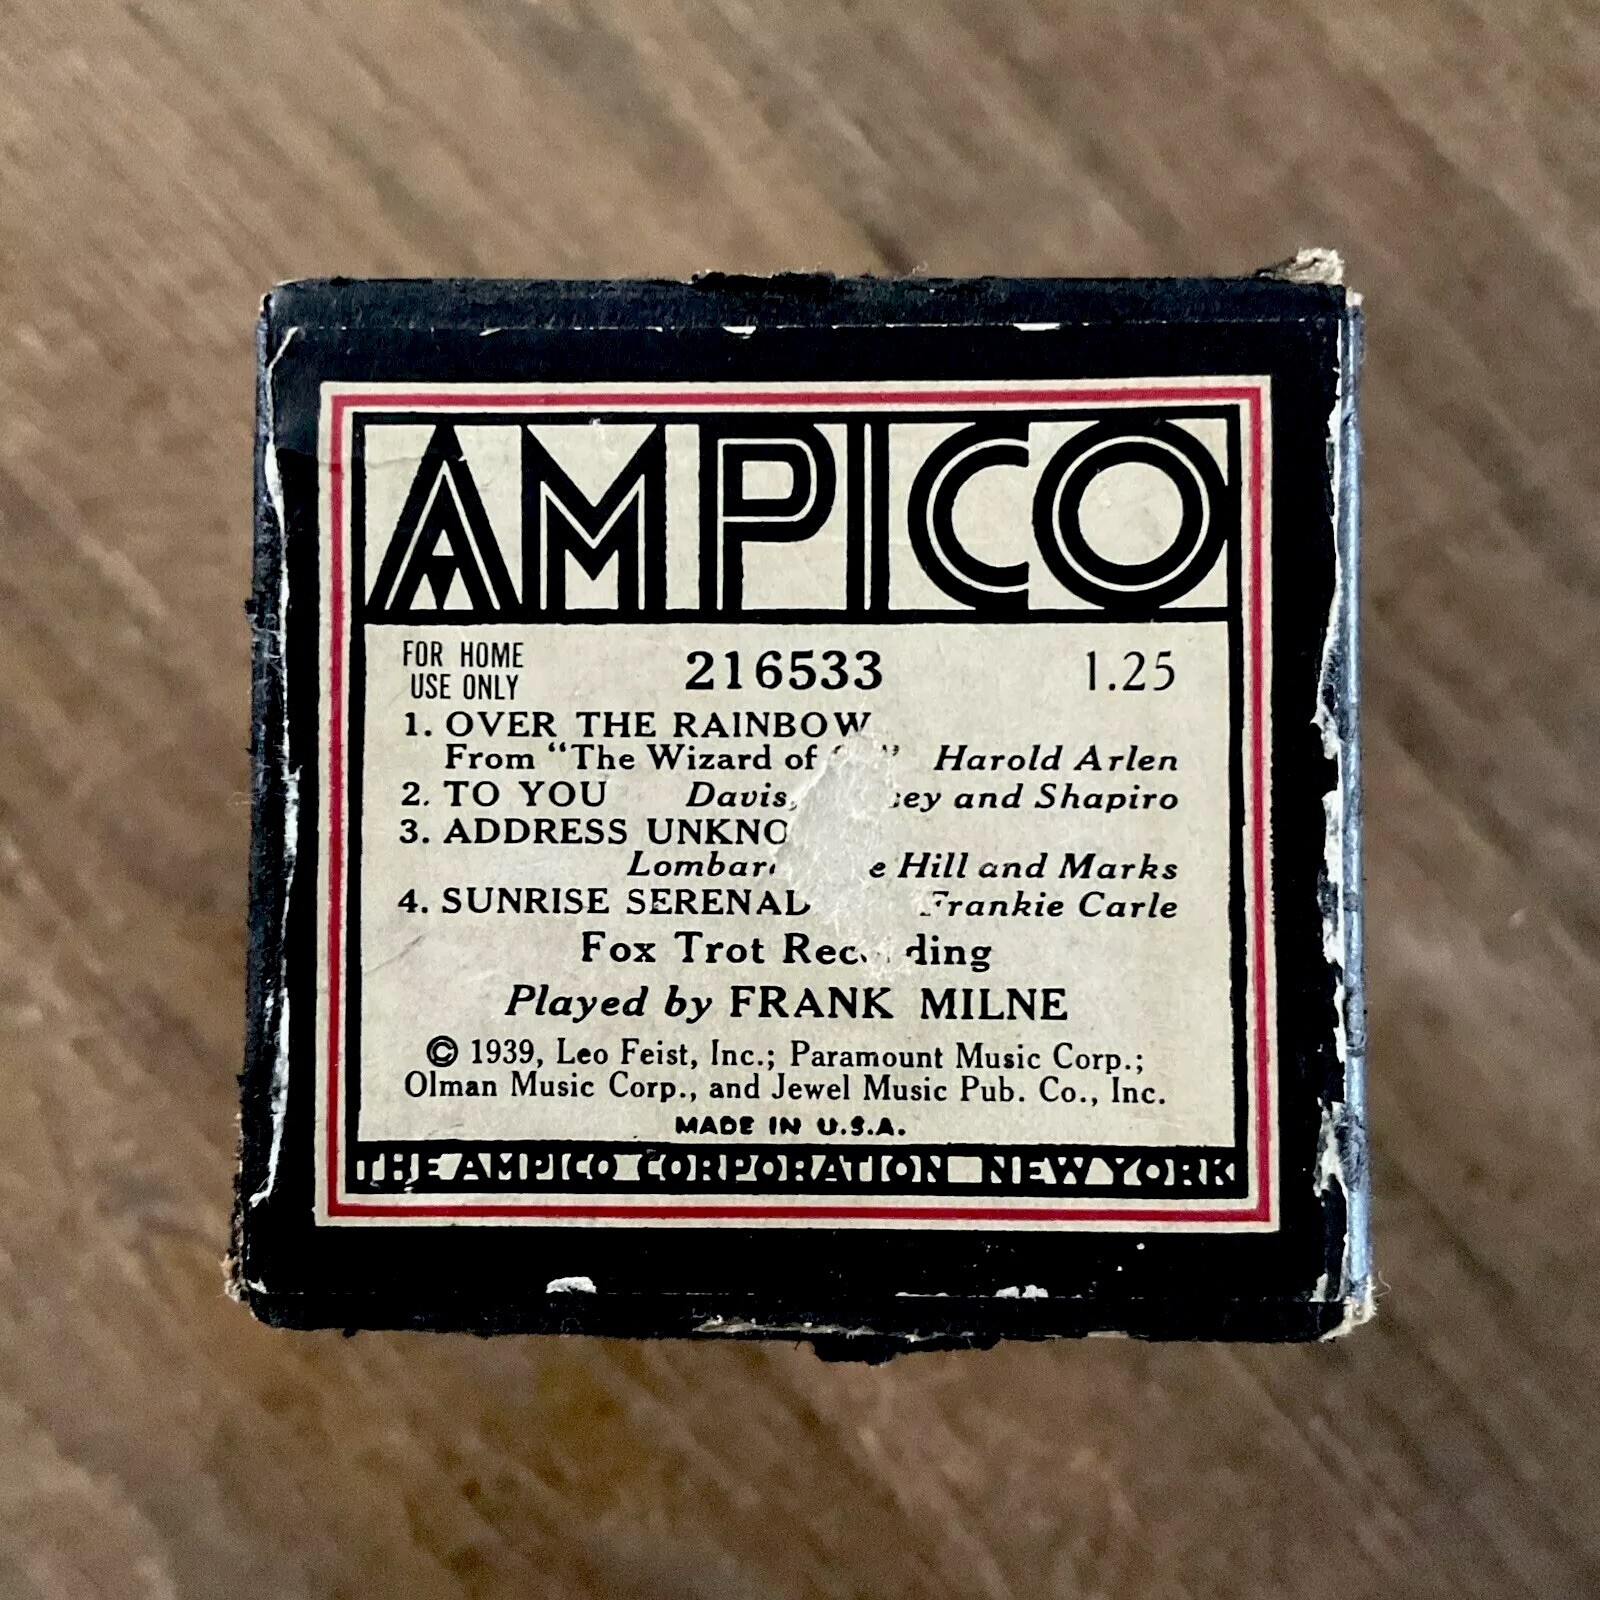 AMPICO
FOR HOME USE ONLY
216533
1.25
1. OVER THE RAINBOW
From "The Wizard of " Harold Arlen
2. TO YOU Davis, and Shapiro
3. ADDRESS
Hill and Marks
4. SUNRISE Frankie Carle
Fox Trot
Played by FRANK MILNE
© 1939, Leo Feist, Inc.; Paramount Music Corp.;
Olman Music Corp., and Jewel Music Pub. Co., Inc.
MADE IN U.S.A.
THE AMPICO CORPORATION NEW YORK